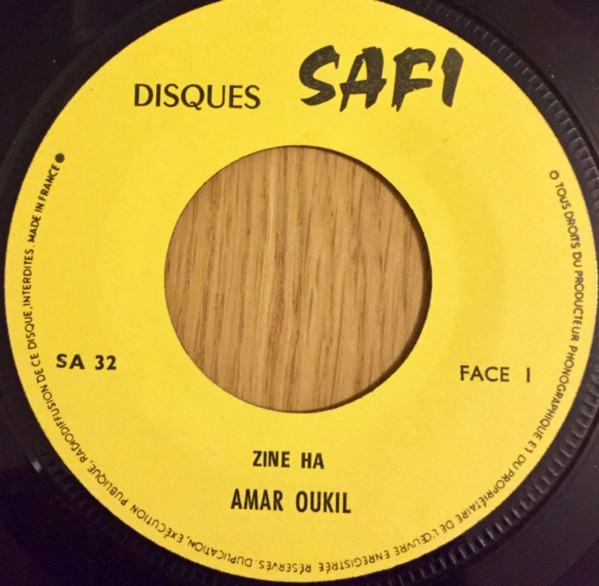 DISQUES SAFI
SA 32
FACE 1
ZINE HA
AMAR OUKIL
TOUS DROITS DU PRODUCTEUR PHONOGRAPHIQUE ET DU PROPRIÉTAIRE DE L'ŒUVRE ENREGISTRÉE RÉSERVÉS. DUPLICATION, EXÉCUTION PUBLIQUE, RADIODIFFUSION DE CE DISQUE, INTERDITES. MADE IN FRANCE